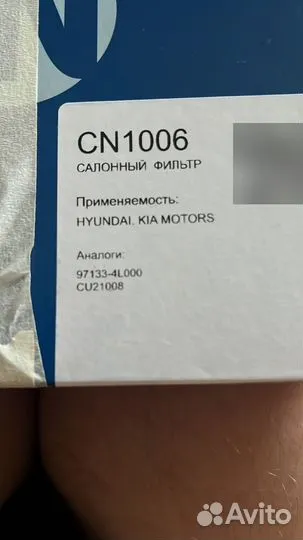 CN1006
САЛОННЫЙ ФИЛЬТР
Применяемость:
HYUNDAI. KIA MOTORS
Аналоги:
97133-4L000
CU21008
Avito